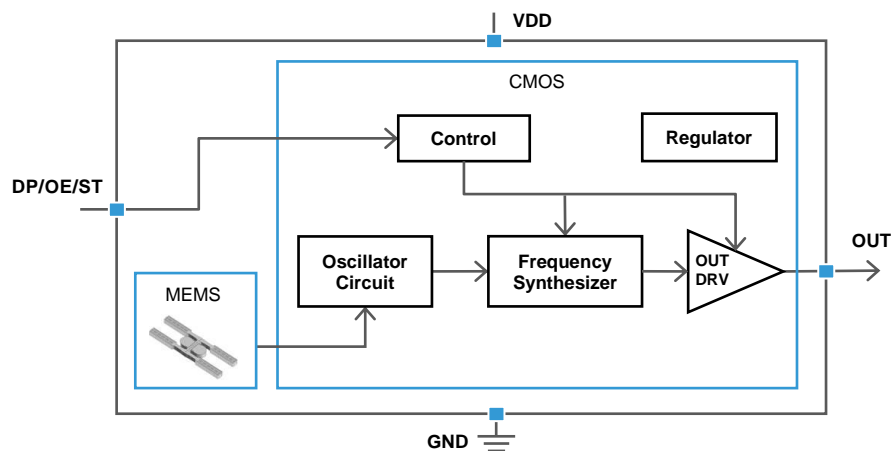 VDD
CMOS
Control
Regulator
DP/OE/ST
Oscillator
Circuit
Frequency
Synthesizer
OUT
DRV
OUT
MEMS
GND